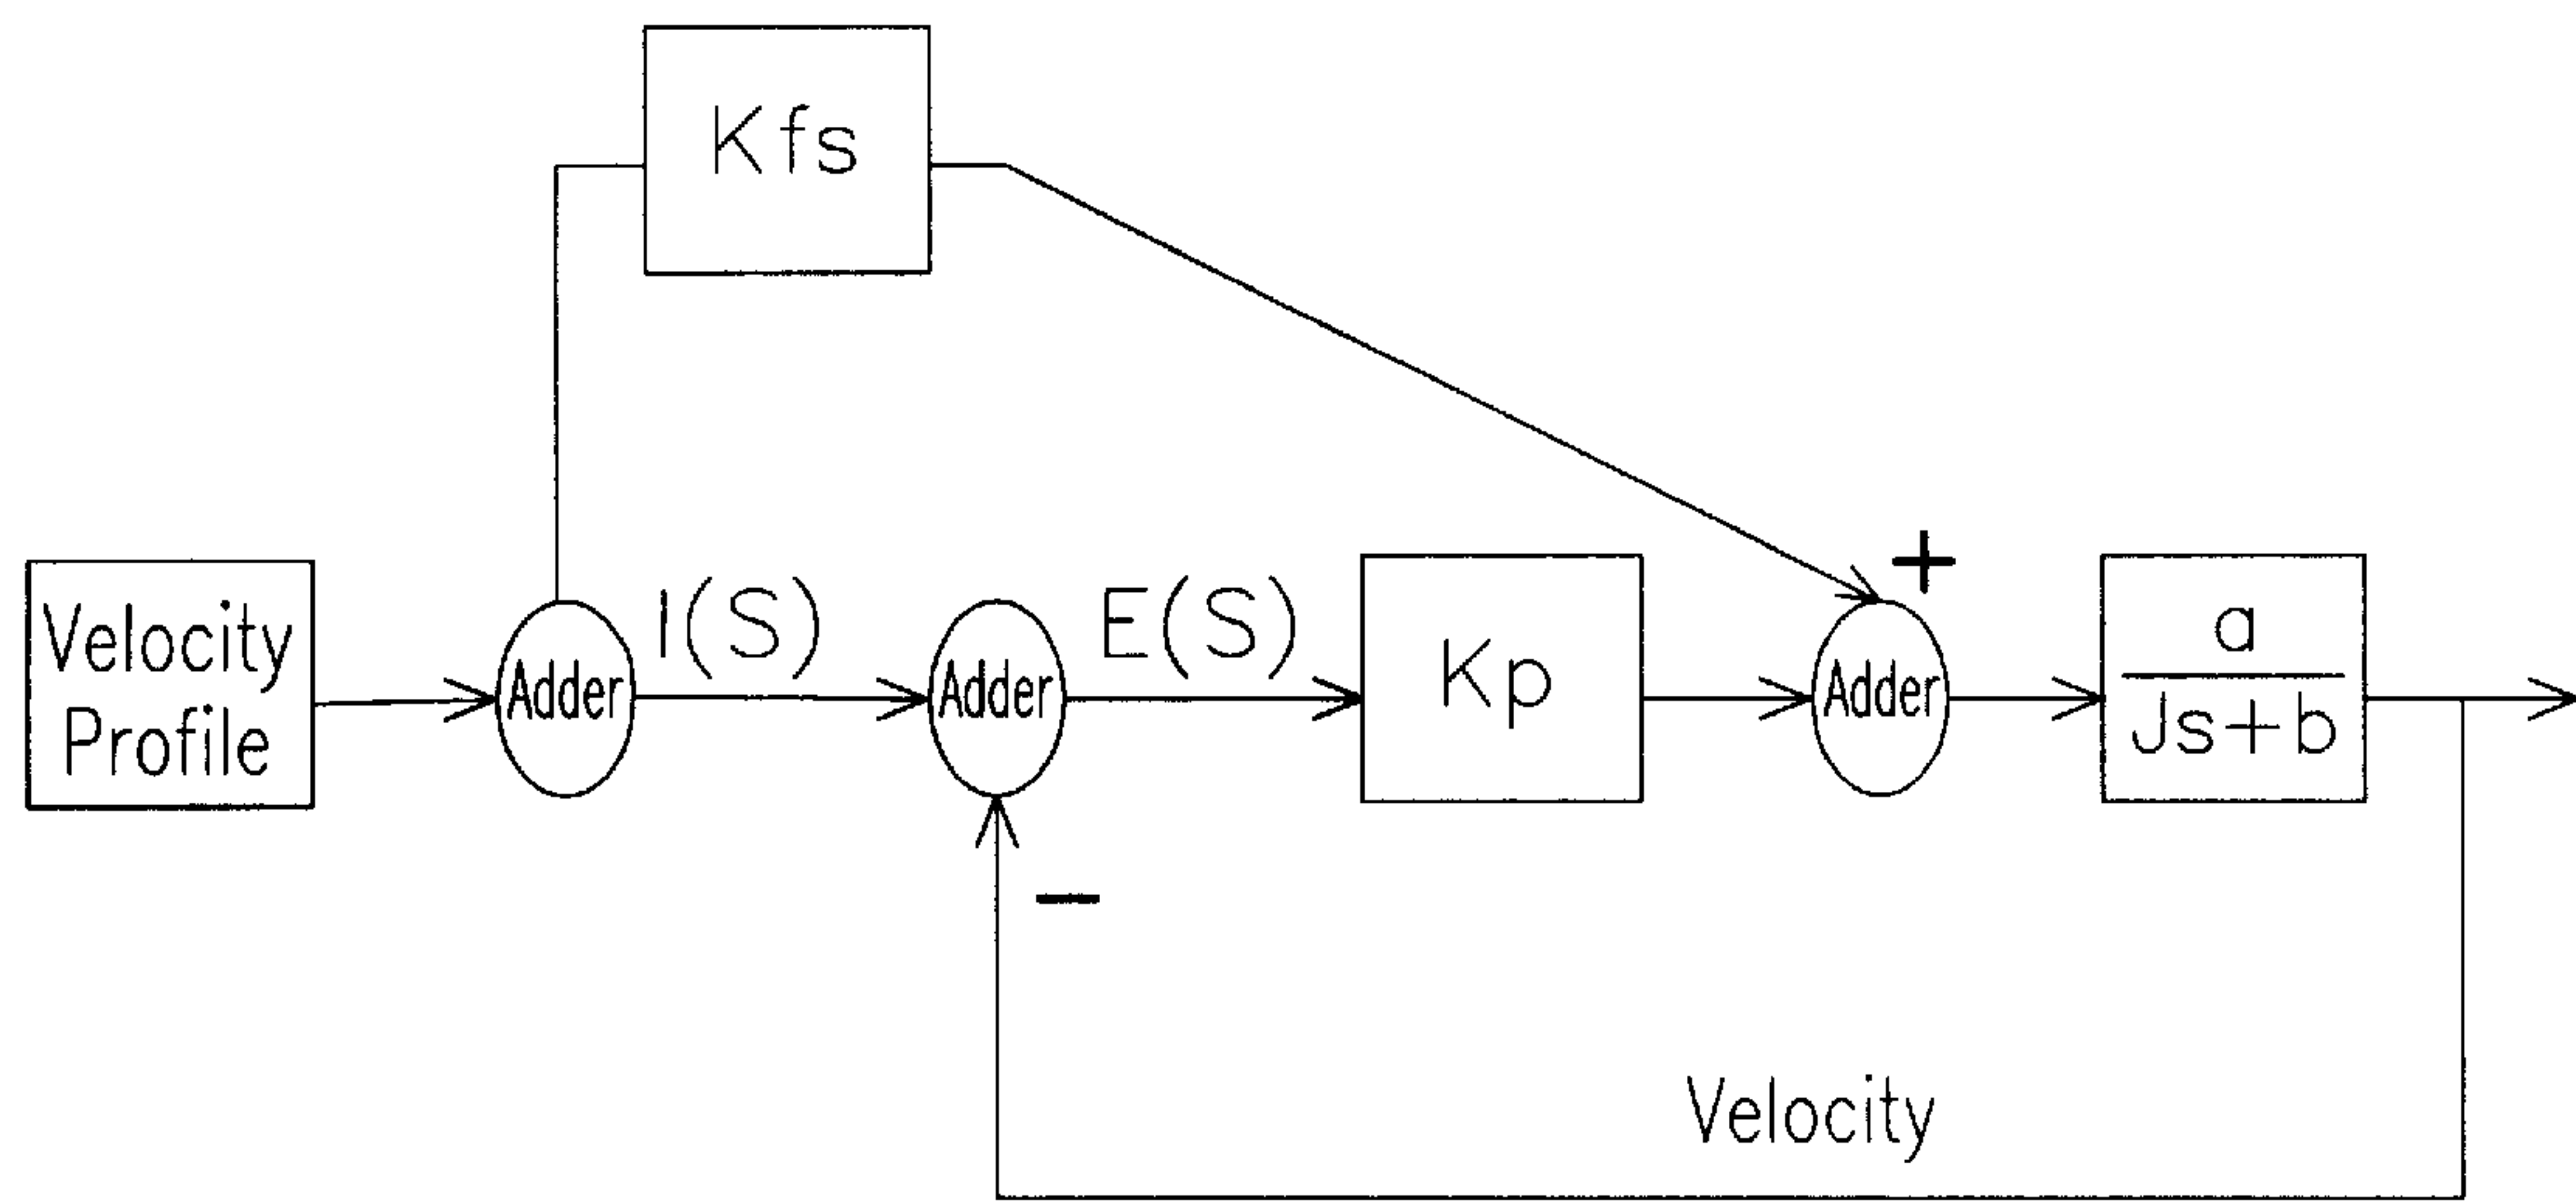 Kfs
Velocity
Profile
Adder
I(S)
Adder
E(S)
Kp
+
Adder
a
Js+b
−
Velocity